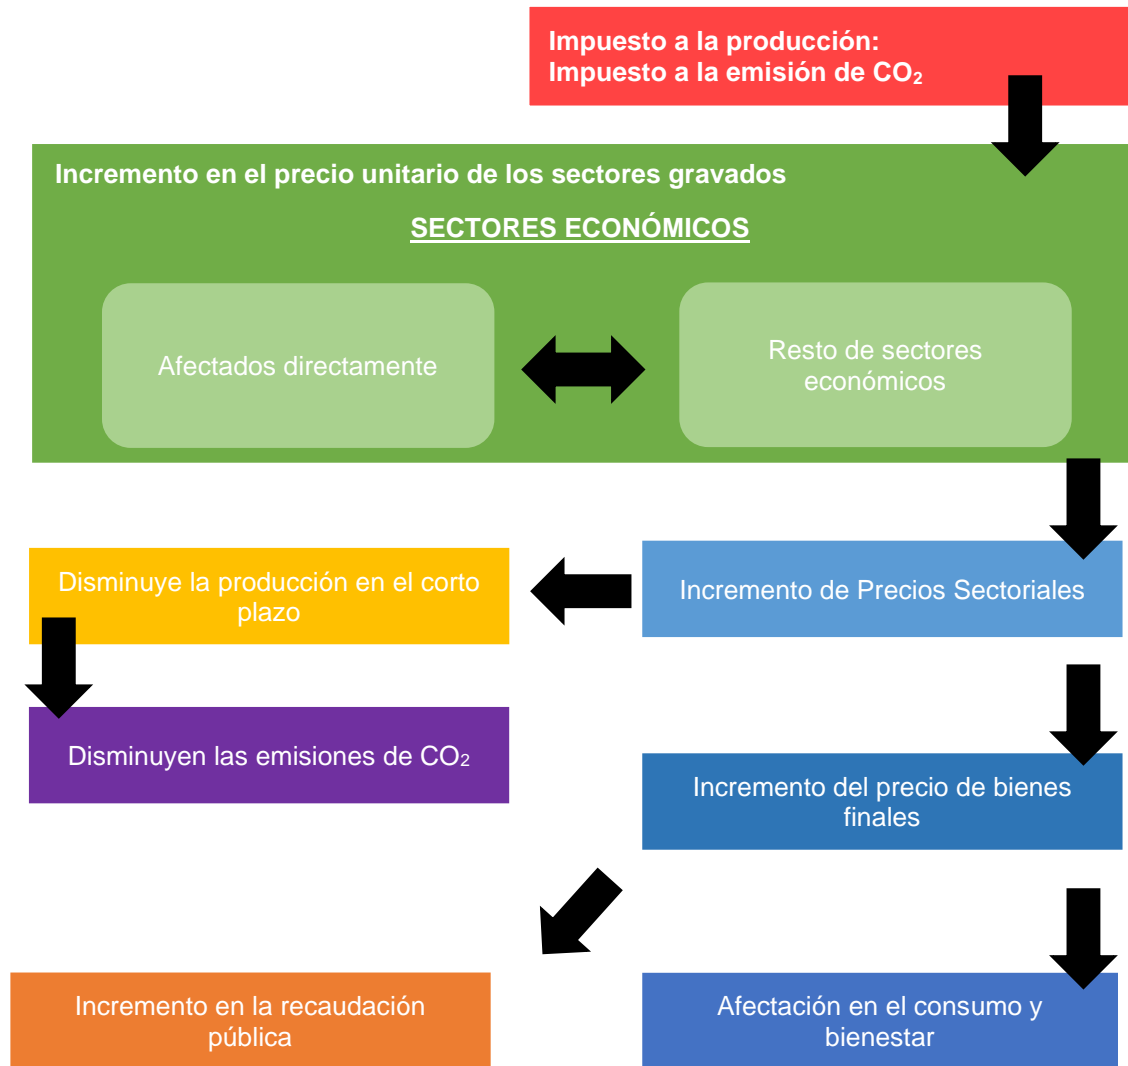 Impuesto a la producción:
Impuesto a la emisión de CO₂
Incremento en el precio unitario de los sectores gravados
SECTORES ECONÓMICOS
Afectados directamente
Resto de sectores
económicos
Disminuye la producción en el corto
plazo
Incremento de Precios Sectoriales
Disminuyen las emisiones de CO₂
Incremento del precio de bienes
finales
Incremento en la recaudación
pública
Afectación en el consumo y
bienestar